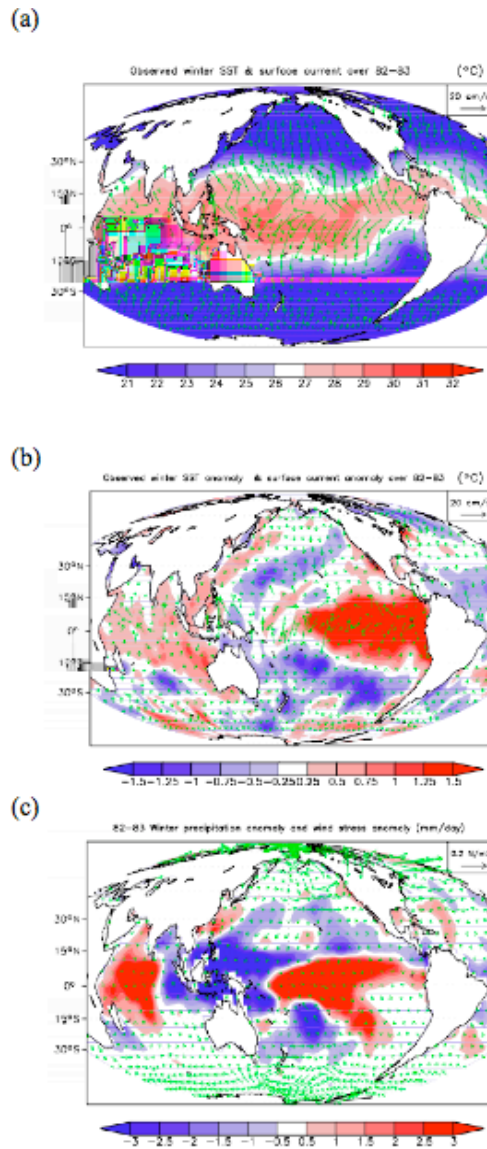 (a)
Observed winter SST & surface current over 82-83 (°C)
30°N
15°N
0°
30°S
21 22 23 24 25 26 27 28 29 30 31 32
(b)
Observed winter SST anomaly & surface current anomaly over 82-83 (°C)
20 cm/
30°N
15°N
0°
30°S
-1.5 -1.25 -1 -0.75 -0.5 -0.25 0.25 0.5 0.75 1 1.25 1.5
(c)
82-83 Winter precipitation anomaly and wind stress anomaly (mm/day)
30°N
15°N
0°
15°S
30°S
-3 -2.5 -2 -1.5 -1 -0.5 0.5 1 1.5 2 2.5 3